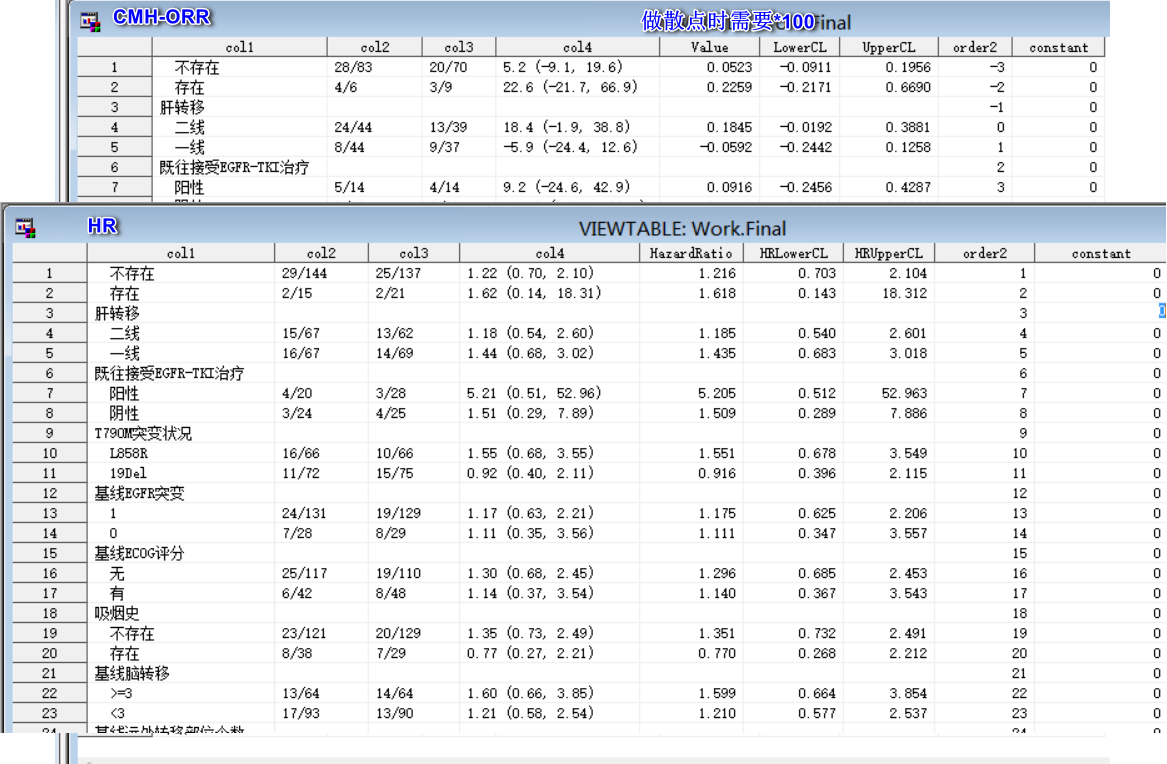 CMH-ORR 做散点时需要*100 Final
col1 col2 col3 col4 Value LowerCL UpperCL order2 constant
1 不存在 28/83 20/70 5.2 (-9.1, 19.6) 0.0523 -0.0911 0.1956 -3 0
2 存在 4/6 3/9 22.6 (-21.7, 66.9) 0.2259 -0.2171 0.6690 -2 0
3 肝转移 -1 0
4 二线 24/44 13/39 18.4 (-1.9, 38.8) 0.1845 -0.0192 0.3881 0 0
5 一线 8/44 9/37 -5.9 (-24.4, 12.6) -0.0592 -0.2442 0.1258 1 0
6 既往接受EGFR-TKI治疗 2 0
7 阳性 5/14 4/14 9.2 (-24.6, 42.9) 0.0916 -0.2456 0.4287 3 0
HR VIEWTABLE: Work.Final
col1 col2 col3 col4 HazardRatio HRLowerCL HRUpperCL order2 constant
1 不存在 29/144 25/137 1.22 (0.70, 2.10) 1.216 0.703 2.104 1 0
2 存在 2/15 2/21 1.62 (0.14, 18.31) 1.618 0.143 18.312 2 0
3 肝转移 3 0
4 二线 15/67 13/62 1.18 (0.54, 2.60) 1.185 0.540 2.601 4 0
5 一线 16/67 14/69 1.44 (0.68, 3.02) 1.435 0.683 3.018 5 0
6 既往接受EGFR-TKI治疗 6 0
7 阳性 4/20 3/28 5.21 (0.51, 52.96) 5.205 0.512 52.963 7 0
8 阴性 3/24 4/25 1.51 (0.29, 7.89) 1.509 0.289 7.886 8 0
9 T790M突变状况 9 0
10 L858R 16/66 10/66 1.55 (0.68, 3.55) 1.551 0.678 3.549 10 0
11 19Del 11/72 15/75 0.92 (0.40, 2.11) 0.916 0.396 2.115 11 0
12 基线EGFR突变 12 0
13 1 24/131 19/129 1.17 (0.63, 2.21) 1.175 0.625 2.206 13 0
14 0 7/28 8/29 1.11 (0.35, 3.56) 1.111 0.347 3.557 14 0
15 基线ECOG评分 15 0
16 无 25/117 19/110 1.30 (0.68, 2.45) 1.296 0.685 2.453 16 0
17 有 6/42 8/48 1.14 (0.37, 3.54) 1.140 0.367 3.543 17 0
18 吸烟史 18 0
19 不存在 23/121 20/129 1.35 (0.73, 2.49) 1.351 0.732 2.491 19 0
20 存在 8/38 7/29 0.77 (0.27, 2.21) 0.770 0.268 2.212 20 0
21 基线脑转移 21 0
22 >=3 13/64 14/64 1.60 (0.66, 3.85) 1.599 0.664 3.854 22 0
23 <3 17/93 13/90 1.21 (0.58, 2.54) 1.210 0.577 2.537 23 0
24 基线远处转移部位个数 24 0